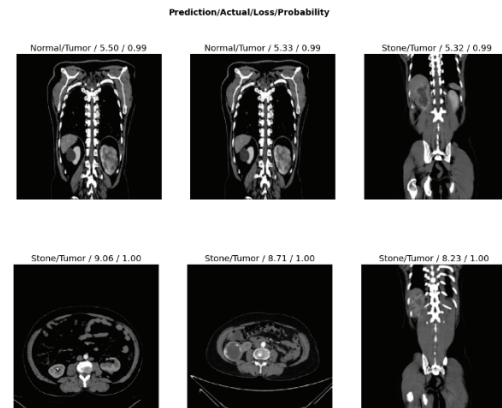 Prediction/Actual/Loss/Probability
Normal/Tumor / 5.50 / 0.99
Normal/Tumor / 5.33 / 0.99
Stone/Tumor / 5.32 / 0.99
Stone/Tumor / 9.06 / 1.00
Stone/Tumor / 8.71 / 1.00
Stone/Tumor / 8.23 / 1.00